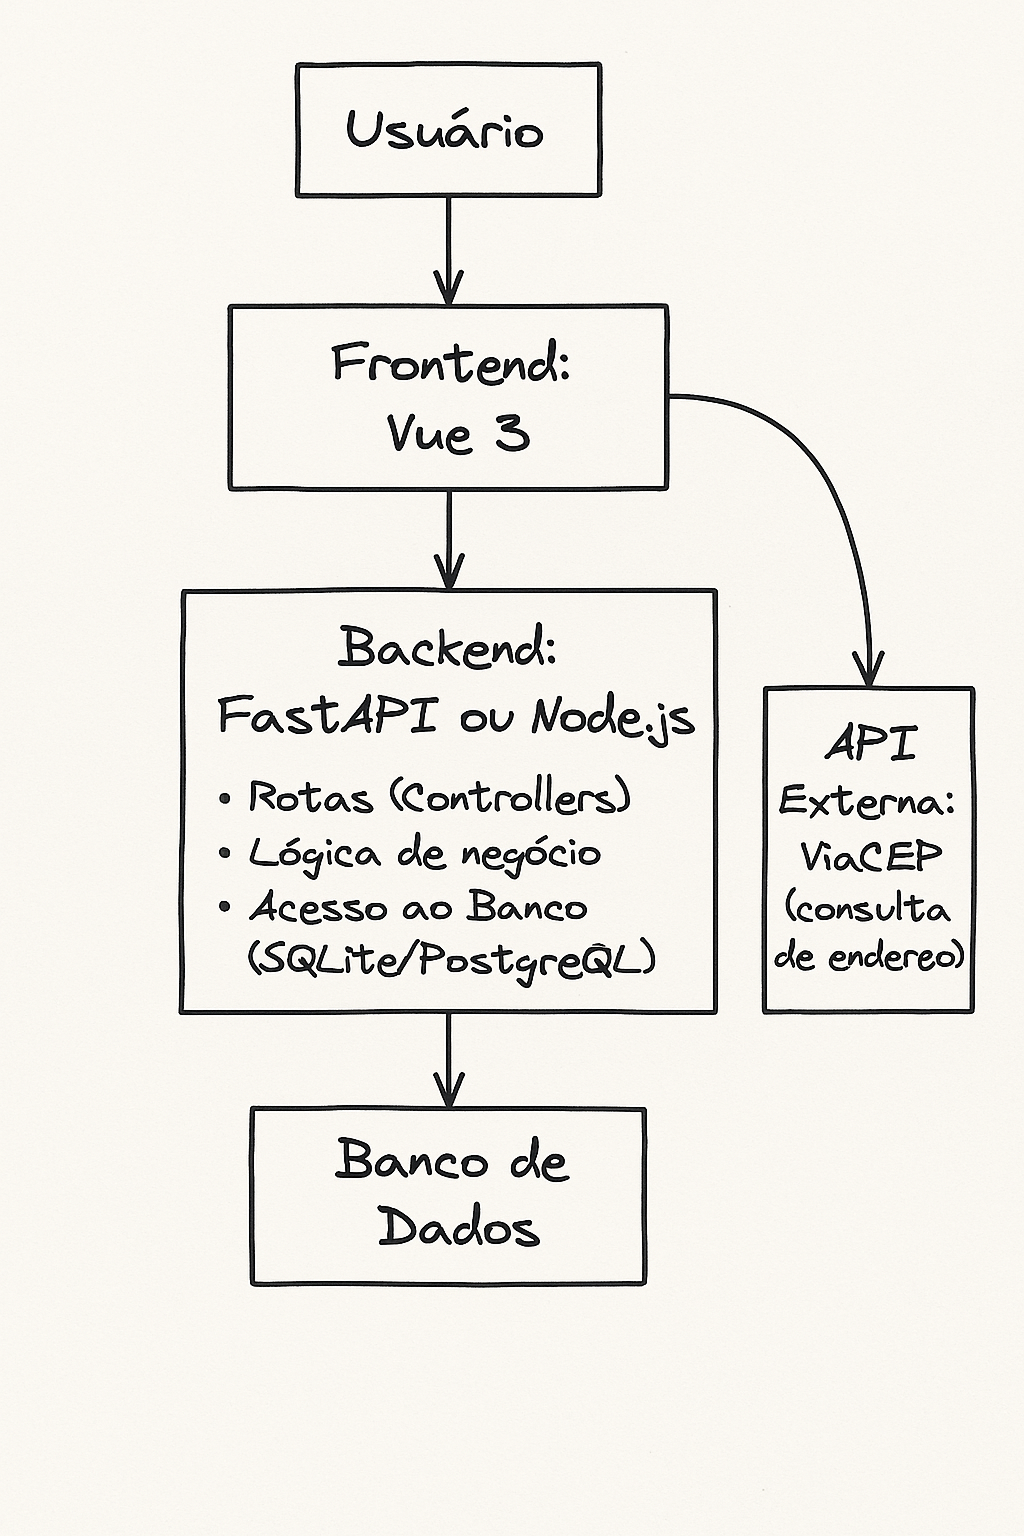 Usuário
Frontend:
Vue 3
Backend:
FastAPI ou Node.js
• Rotas (Controllers)
• Lógica de negócio
• Acesso ao Banco
(SQLite/PostgreQL)
API
Externa:
ViaCEP
(consulta
de endereo)
Banco de
Dados